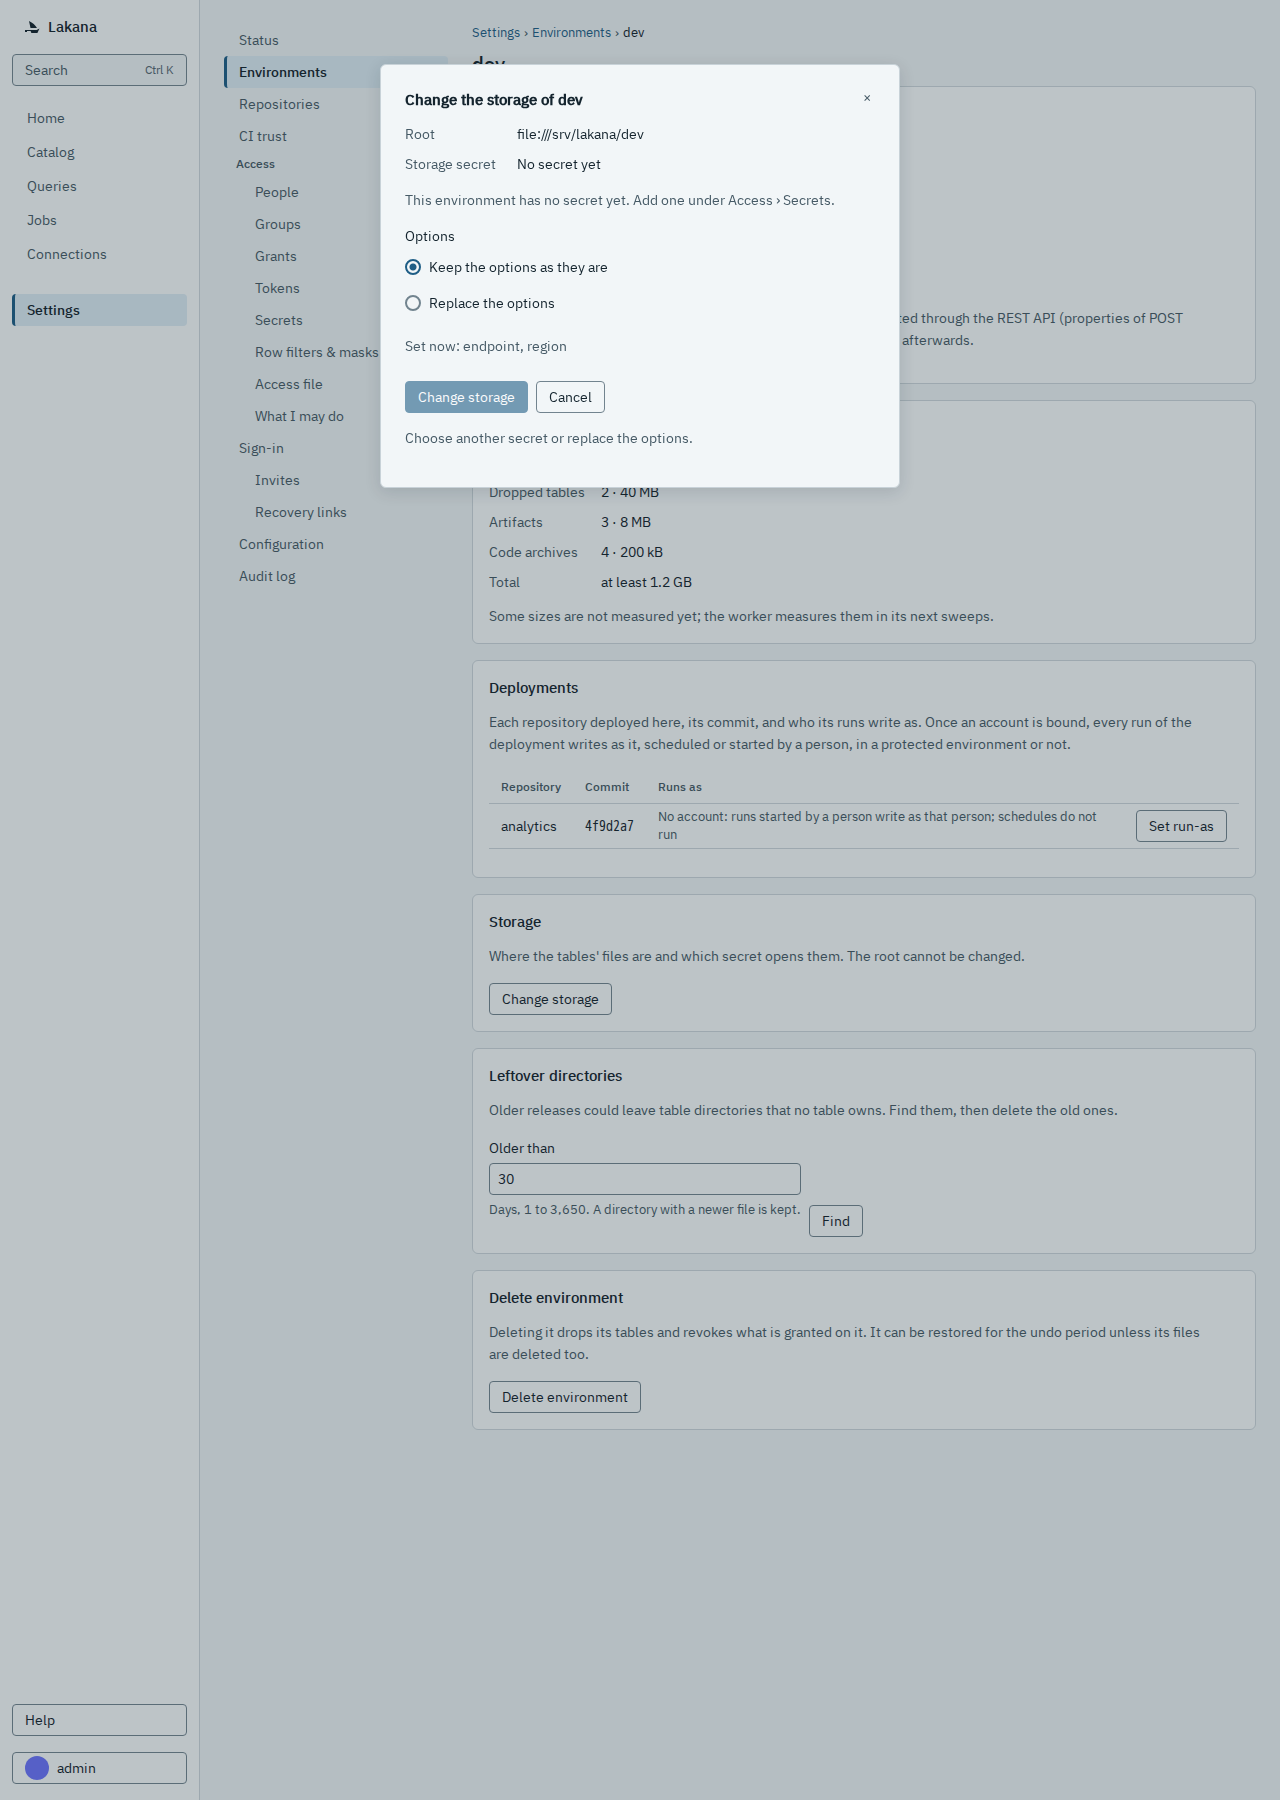 Lakana
Search Ctrl K
Home
Catalog
Queries
Jobs
Connections
Settings
Help
admin
Status
Environments
Repositories
CI trust
Access
People
Groups
Grants
Tokens
Secrets
Row filters & masks
Access file
What I may do
Sign-in
Invites
Recovery links
Configuration
Audit log
Settings › Environments › dev
dev
Change the storage of dev ×
Root file:///srv/lakana/dev
Storage secret No secret yet
This environment has no secret yet. Add one under Access › Secrets.
Options
Keep the options as they are
Replace the options
Set now: endpoint, region
Change storage Cancel
Choose another secret or replace the options.
through the REST API (properties of POST
afterwards.
Dropped tables 2 · 40 MB
Artifacts 3 · 8 MB
Code archives 4 · 200 kB
Total at least 1.2 GB
Some sizes are not measured yet; the worker measures them in its next sweeps.
Deployments
Each repository deployed here, its commit, and who its runs write as. Once an account is bound, every run of the
deployment writes as it, scheduled or started by a person, in a protected environment or not.
Repository Commit Runs as
analytics 4f9d2a7 No account: runs started by a person write as that person; schedules do not
run
Set run-as
Storage
Where the tables' files are and which secret opens them. The root cannot be changed.
Change storage
Leftover directories
Older releases could leave table directories that no table owns. Find them, then delete the old ones.
Older than
30
Days, 1 to 3,650. A directory with a newer file is kept.
Find
Delete environment
Deleting it drops its tables and revokes what is granted on it. It can be restored for the undo period unless its files
are deleted too.
Delete environment